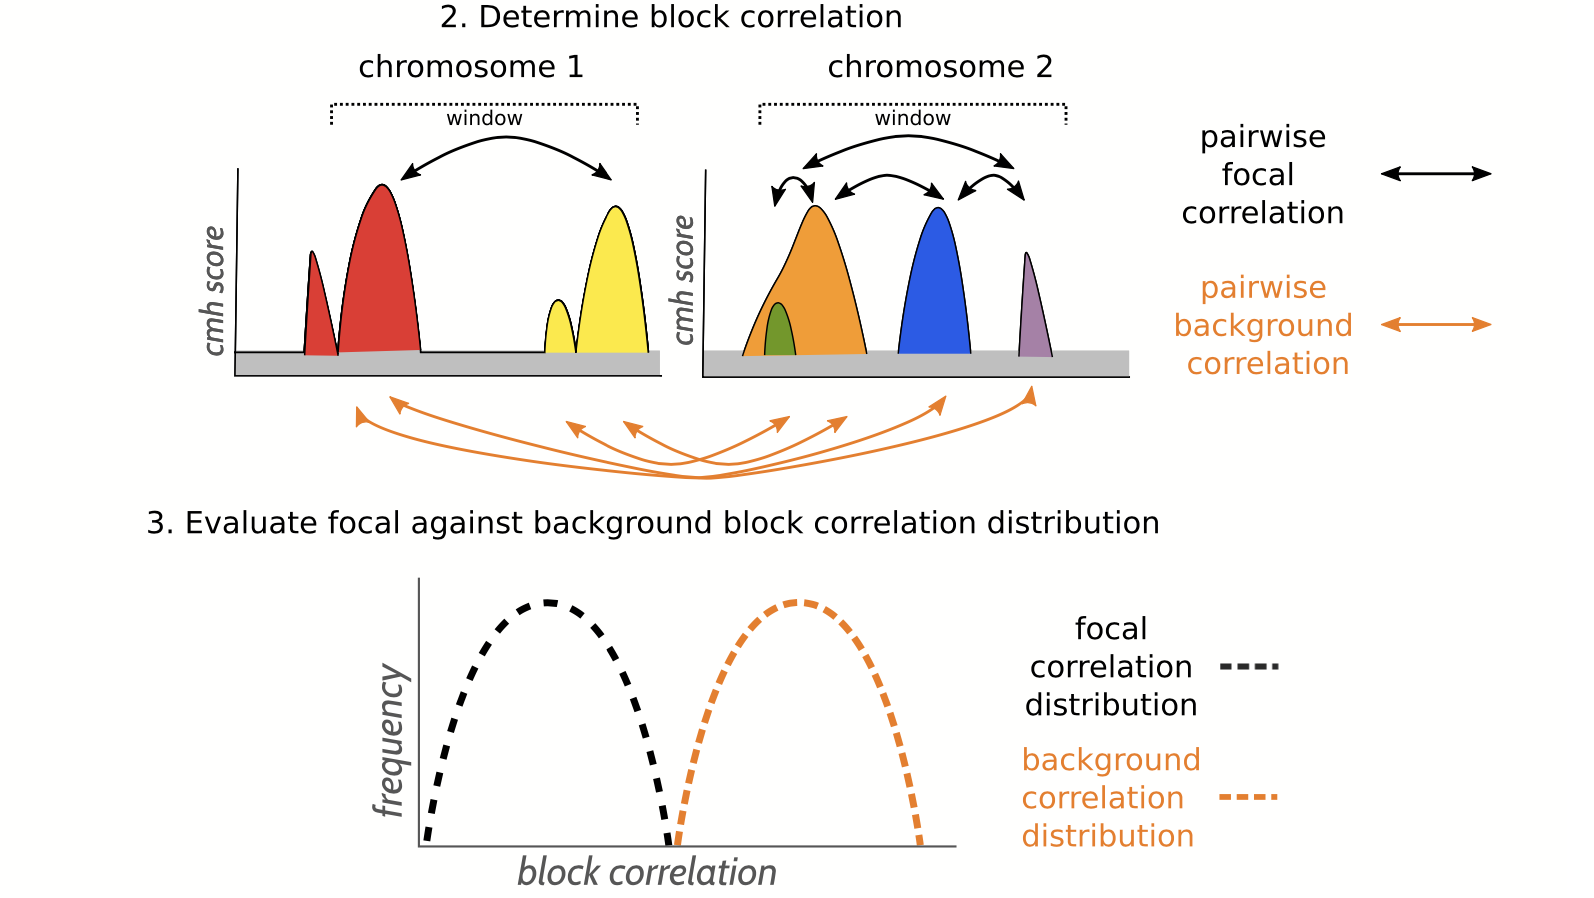 2. Determine block correlation
chromosome 1
chromosome 2
window
window
cmh score
cmh score
pairwise
focal
correlation
pairwise
background
correlation
3. Evaluate focal against background block correlation distribution
frequency
block correlation
focal
correlation
distribution
background
correlation
distribution